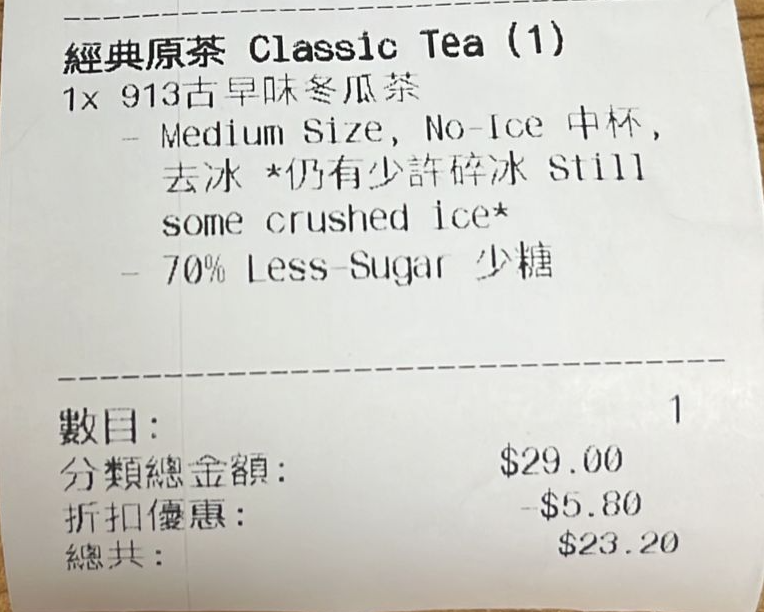 經典原茶 Classic Tea (1)
1x 913古早味冬瓜茶
- Medium Size, No-Ice 中杯,
去冰 *仍有少許碎冰 Still
some crushed ice*
- 70% Less-Sugar 少糖
數目: 1
分類總金額: $29.00
折扣優惠: -$5.80
總共: $23.20